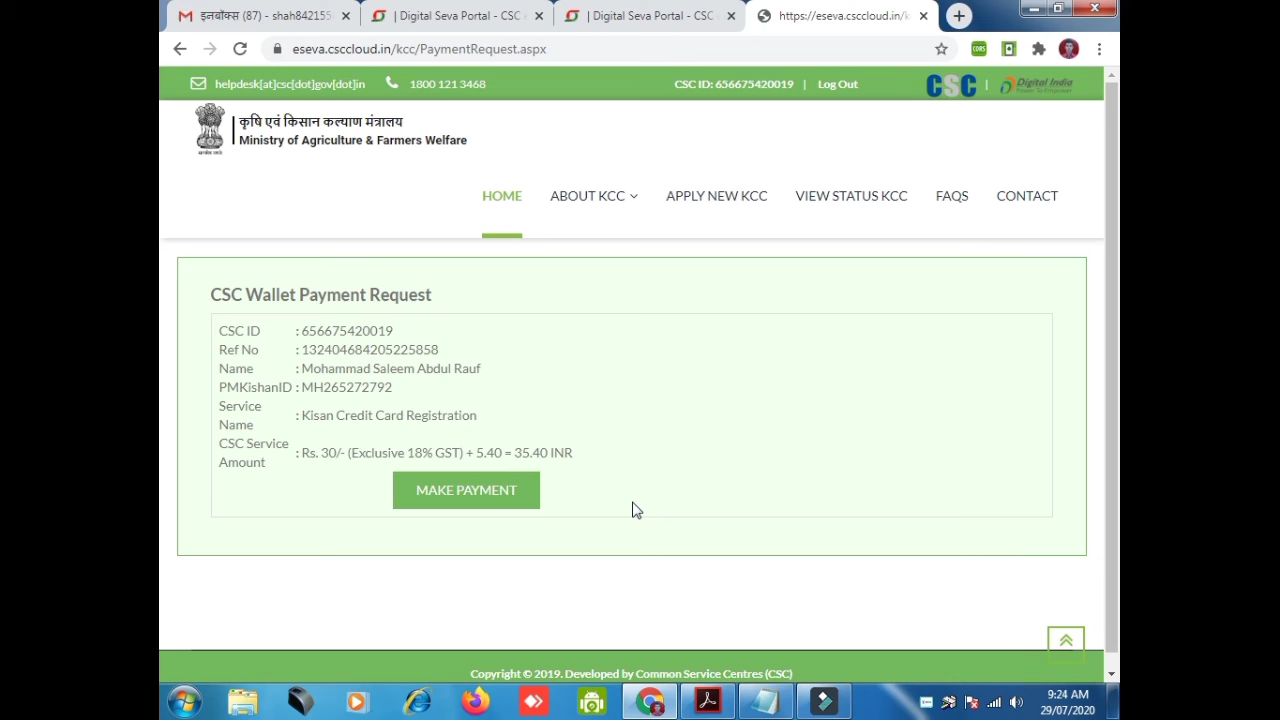 इनबॉक्स (87) - shah842155
| Digital Seva Portal - CSC e
| Digital Seva Portal - CSC e
https://eseva.csccloud.in/k
eseva.csccloud.in/kcc/PaymentRequest.aspx
helpdesk[at]csc[dot]gov[dot]in
1800 121 3468
CSC ID: 656675420019 | Log Out
CSC
Digital India
Power To Empower
कृषि एवं किसान कल्याण मंत्रालय
Ministry of Agriculture & Farmers Welfare
HOME
ABOUT KCC
APPLY NEW KCC
VIEW STATUS KCC
FAQS
CONTACT
CSC Wallet Payment Request
CSC ID : 656675420019
Ref No : 132404684205225858
Name : Mohammad Saleem Abdul Rauf
PMKishanID : MH265272792
Service Name : Kisan Credit Card Registration
CSC Service Amount : Rs. 30/- (Exclusive 18% GST) + 5.40 = 35.40 INR
MAKE PAYMENT
Copyright © 2019. Developed by Common Service Centres (CSC)
9:24 AM
29/07/2020